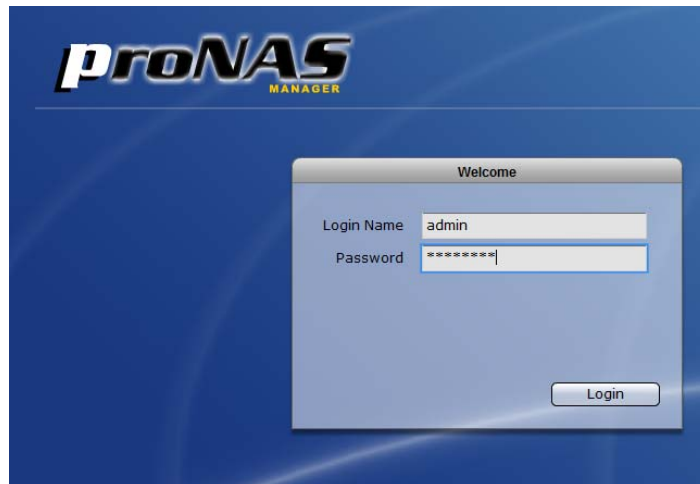 proNAS
MANAGER
Welcome
Login Name admin
Password ********
Login